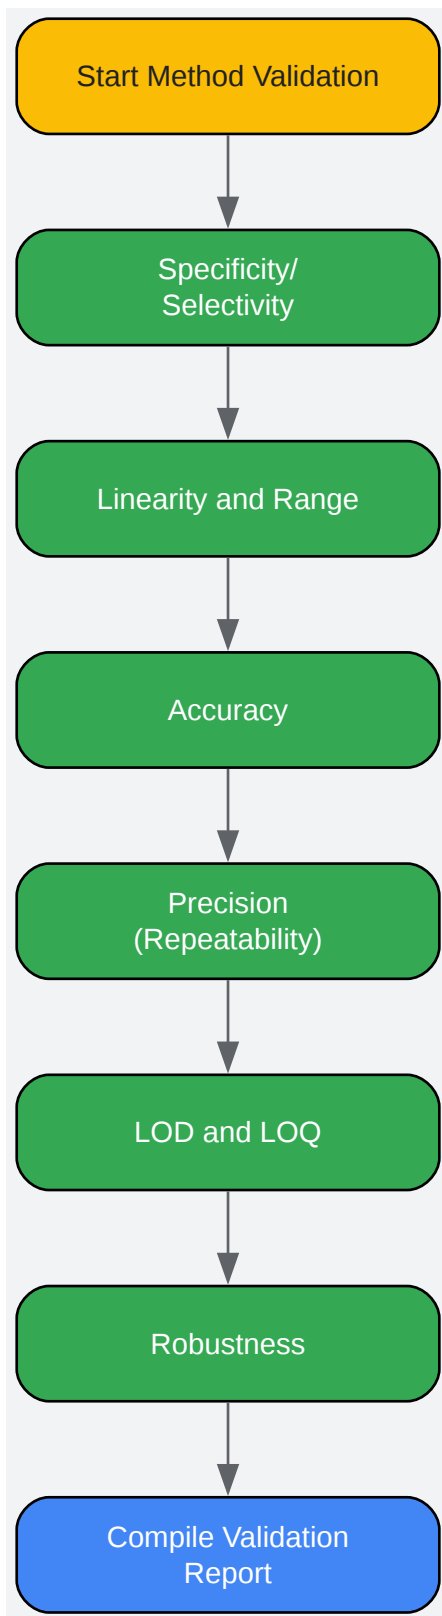 Start Method Validation
Specificity/
Selectivity
Linearity and Range
Accuracy
Precision
(Repeatability)
LOD and LOQ
Robustness
Compile Validation
Report